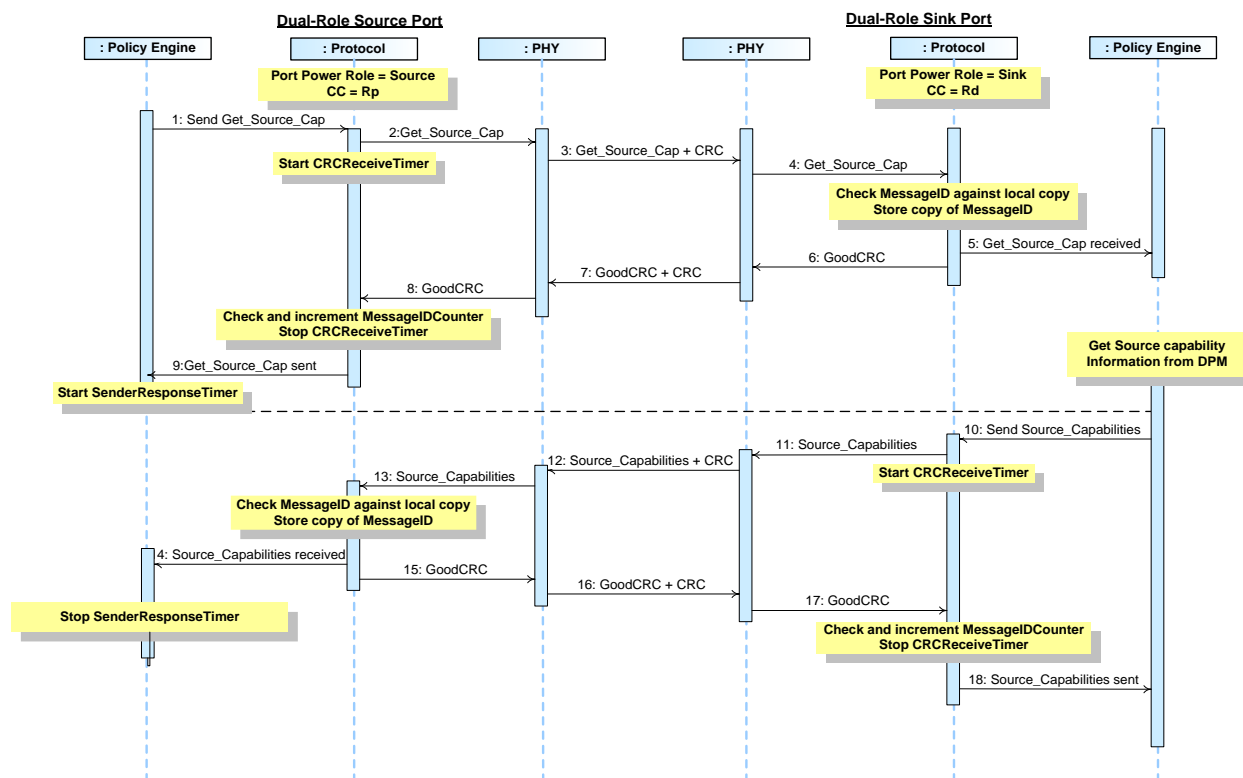 Dual-Role Source Port
Dual-Role Sink Port
: Policy Engine
: Protocol
: PHY
: PHY
: Protocol
: Policy Engine
Port Power Role = Source
CC = Rp
Port Power Role = Sink
CC = Rd
1: Send Get_Source_Cap
2:Get_Source_Cap
3: Get_Source_Cap + CRC
Start CRCReceiveTimer
4: Get_Source_Cap
Check MessageID against local copy
Store copy of MessageID
5: Get_Source_Cap received
6: GoodCRC
7: GoodCRC + CRC
8: GoodCRC
Check and increment MessageIDCounter
Stop CRCReceiveTimer
Get Source capability
Information from DPM
9:Get_Source_Cap sent
Start SenderResponseTimer
10: Send Source_Capabilities
11: Source_Capabilities
12: Source_Capabilities + CRC
Start CRCReceiveTimer
13: Source_Capabilities
Check MessageID against local copy
Store copy of MessageID
4: Source_Capabilities received
15: GoodCRC
16: GoodCRC + CRC
17: GoodCRC
Stop SenderResponseTimer
Check and increment MessageIDCounter
Stop CRCReceiveTimer
18: Source_Capabilities sent